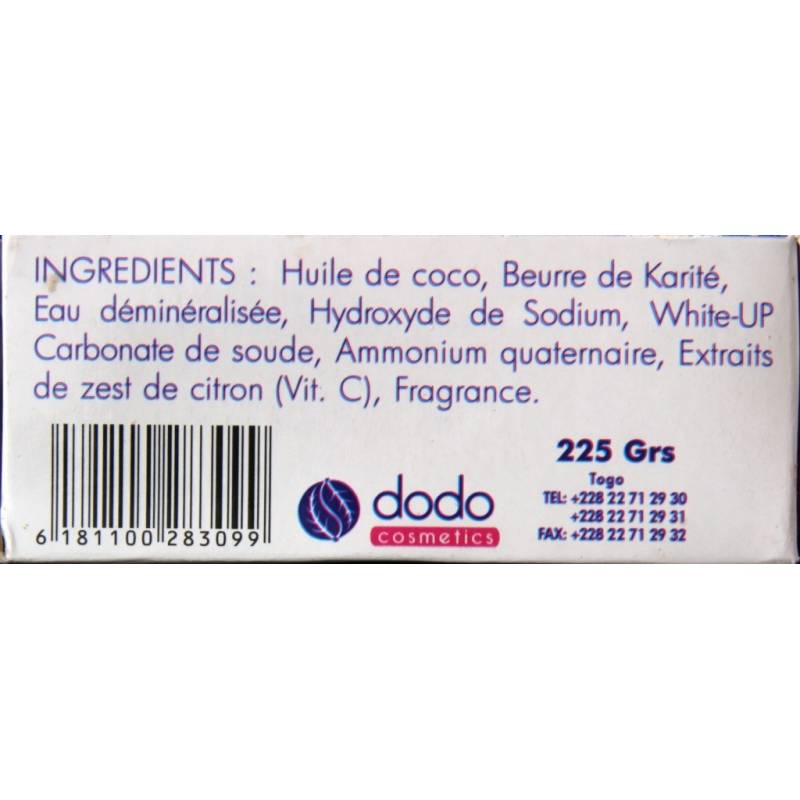 INGREDIENTS : Huile de coco, Beurre de Karité,
Eau déminéralisée, Hydroxyde de Sodium, White-UP
Carbonate de soude, Ammonium quaternaire, Extraits
de zest de citron (Vit. C), Fragrance.
6 181100 283099
dodo
cosmetics
225 Grs
Togo
TEL: +228 22 71 29 30
+228 22 71 29 31
FAX: +228 22 71 29 32